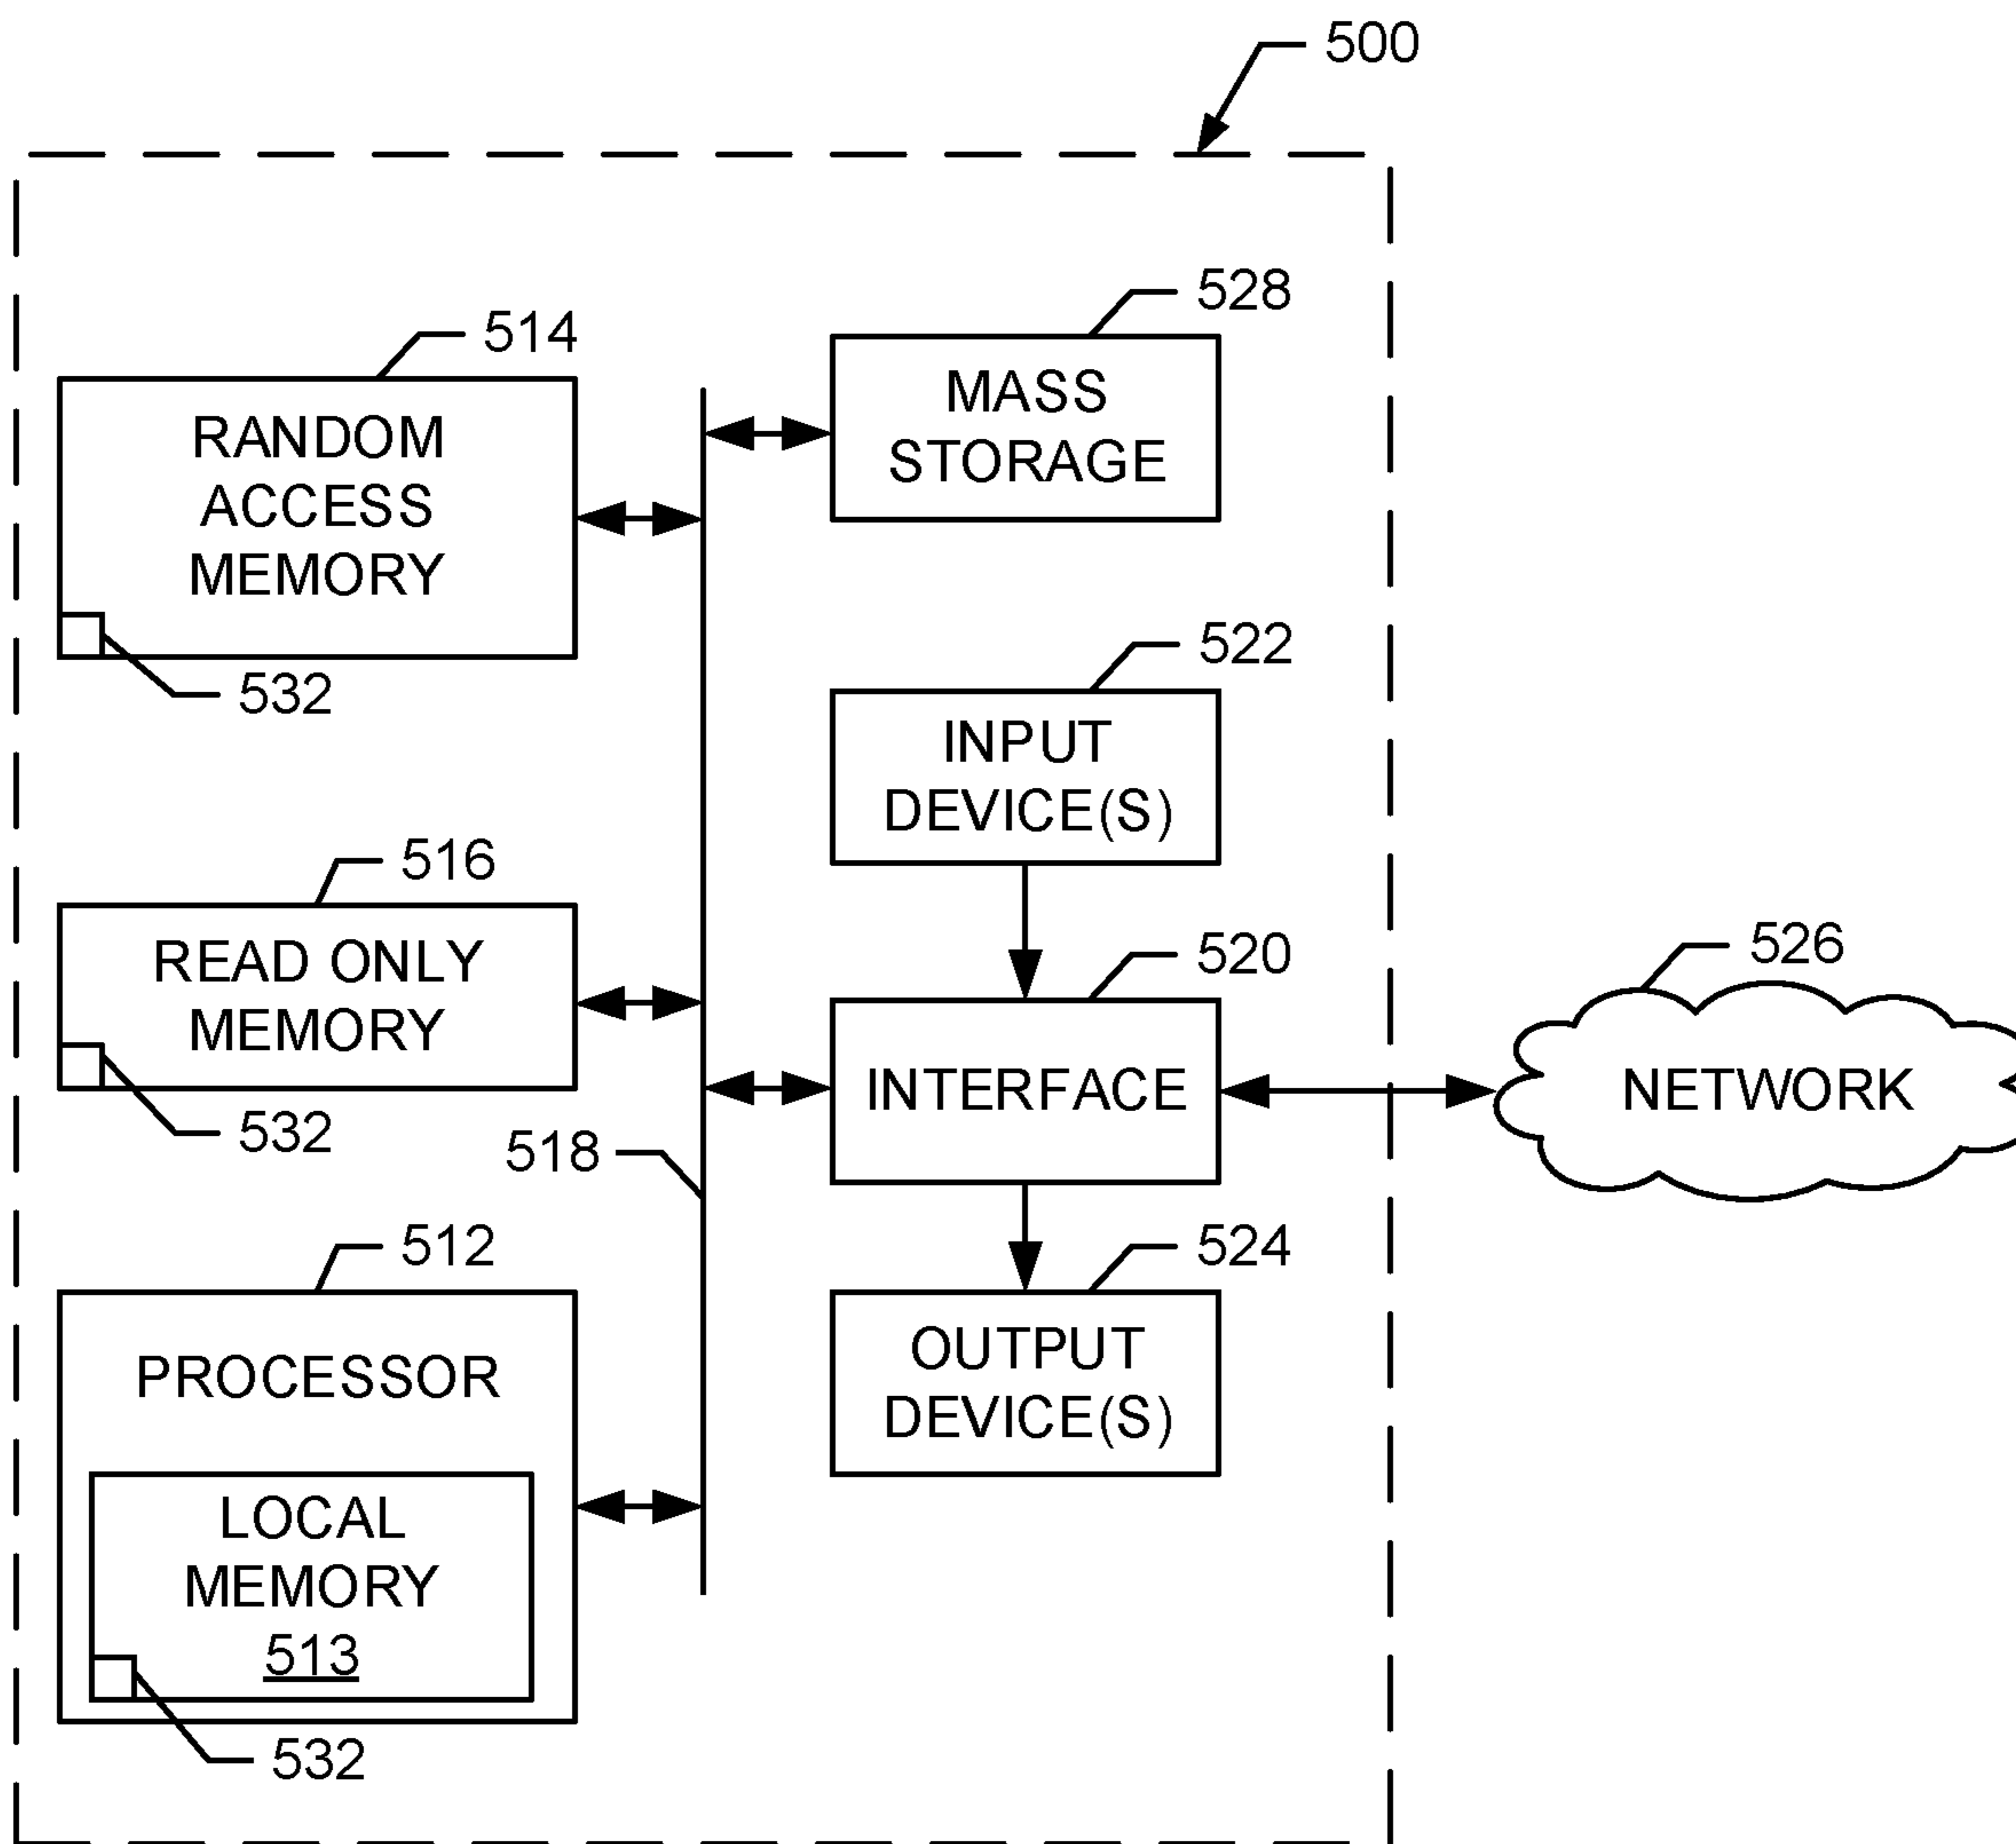 500
528
MASS
STORAGE
514
RANDOM
ACCESS
MEMORY
532
522
INPUT
DEVICE(S)
516
READ ONLY
MEMORY
532
520
INTERFACE
526
NETWORK
518
512
PROCESSOR
LOCAL
MEMORY
513
532
524
OUTPUT
DEVICE(S)